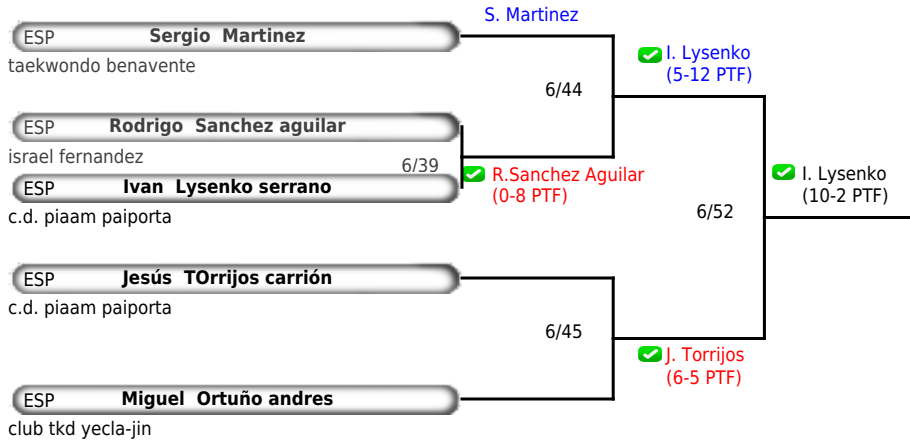 S. Martinez
ESP Sergio Martinez
taekwondo benavente
I. Lysenko
(5-12 PTF)
6/44
ESP Rodrigo Sanchez aguilar
israel fernandez
6/39
R.Sanchez Aguilar
(0-8 PTF)
I. Lysenko
(10-2 PTF)
ESP Ivan Lysenko serrano
c.d. piaam paiporta
6/52
ESP Jesús TOrrijos carrión
c.d. piaam paiporta
6/45
J. Torrijos
(6-5 PTF)
ESP Miguel Ortuño andres
club tkd yecla-jin